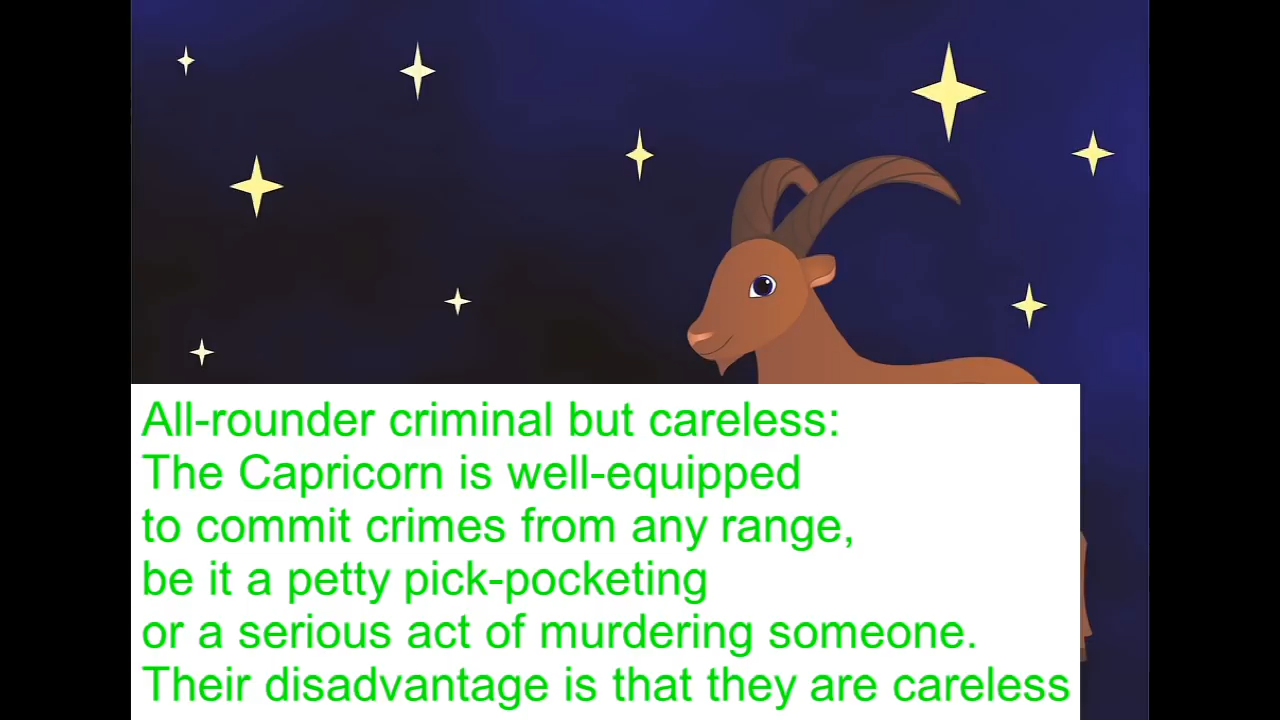 All-rounder criminal but careless:
The Capricorn is well-equipped
to commit crimes from any range,
be it a petty pick-pocketing
or a serious act of murdering someone.
Their disadvantage is that they are careless